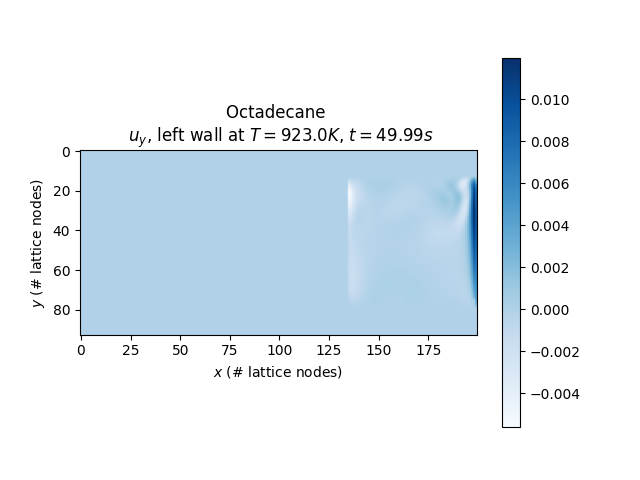 Octadecane
u_y, left wall at T = 923.0K, t = 49.99s
0
20
40
60
80
y (# lattice nodes)
0 25 50 75 100 125 150 175
x (# lattice nodes)
0.010
0.008
0.006
0.004
0.002
0.000
−0.002
−0.004